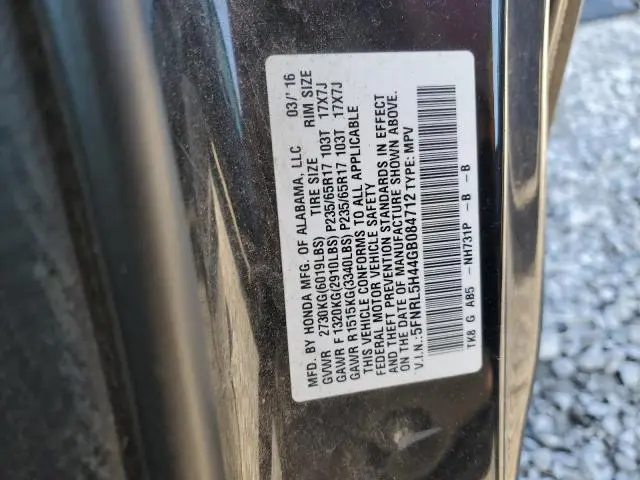 MFD. BY HONDA MFG. OF ALABAMA, LLC 03/'16
GVWR 2730KG(6019LBS) TIRE SIZE RIM SIZE
GAWR F 1320KG(2910LBS) P235/65R17 103T 17X7J
GAWR R 1515KG(3340LBS) P235/65R17 103T 17X7J
THIS VEHICLE CONFORMS TO ALL APPLICABLE
FEDERAL MOTOR VEHICLE SAFETY
AND THEFT PREVENTION STANDARDS IN EFFECT
ON THE DATE OF MANUFACTURE SHOWN ABOVE.
V.I.N.: 5FNRL5H44GB084712 TYPE: MPV
TK8 G AB5 - NH731P - B - B